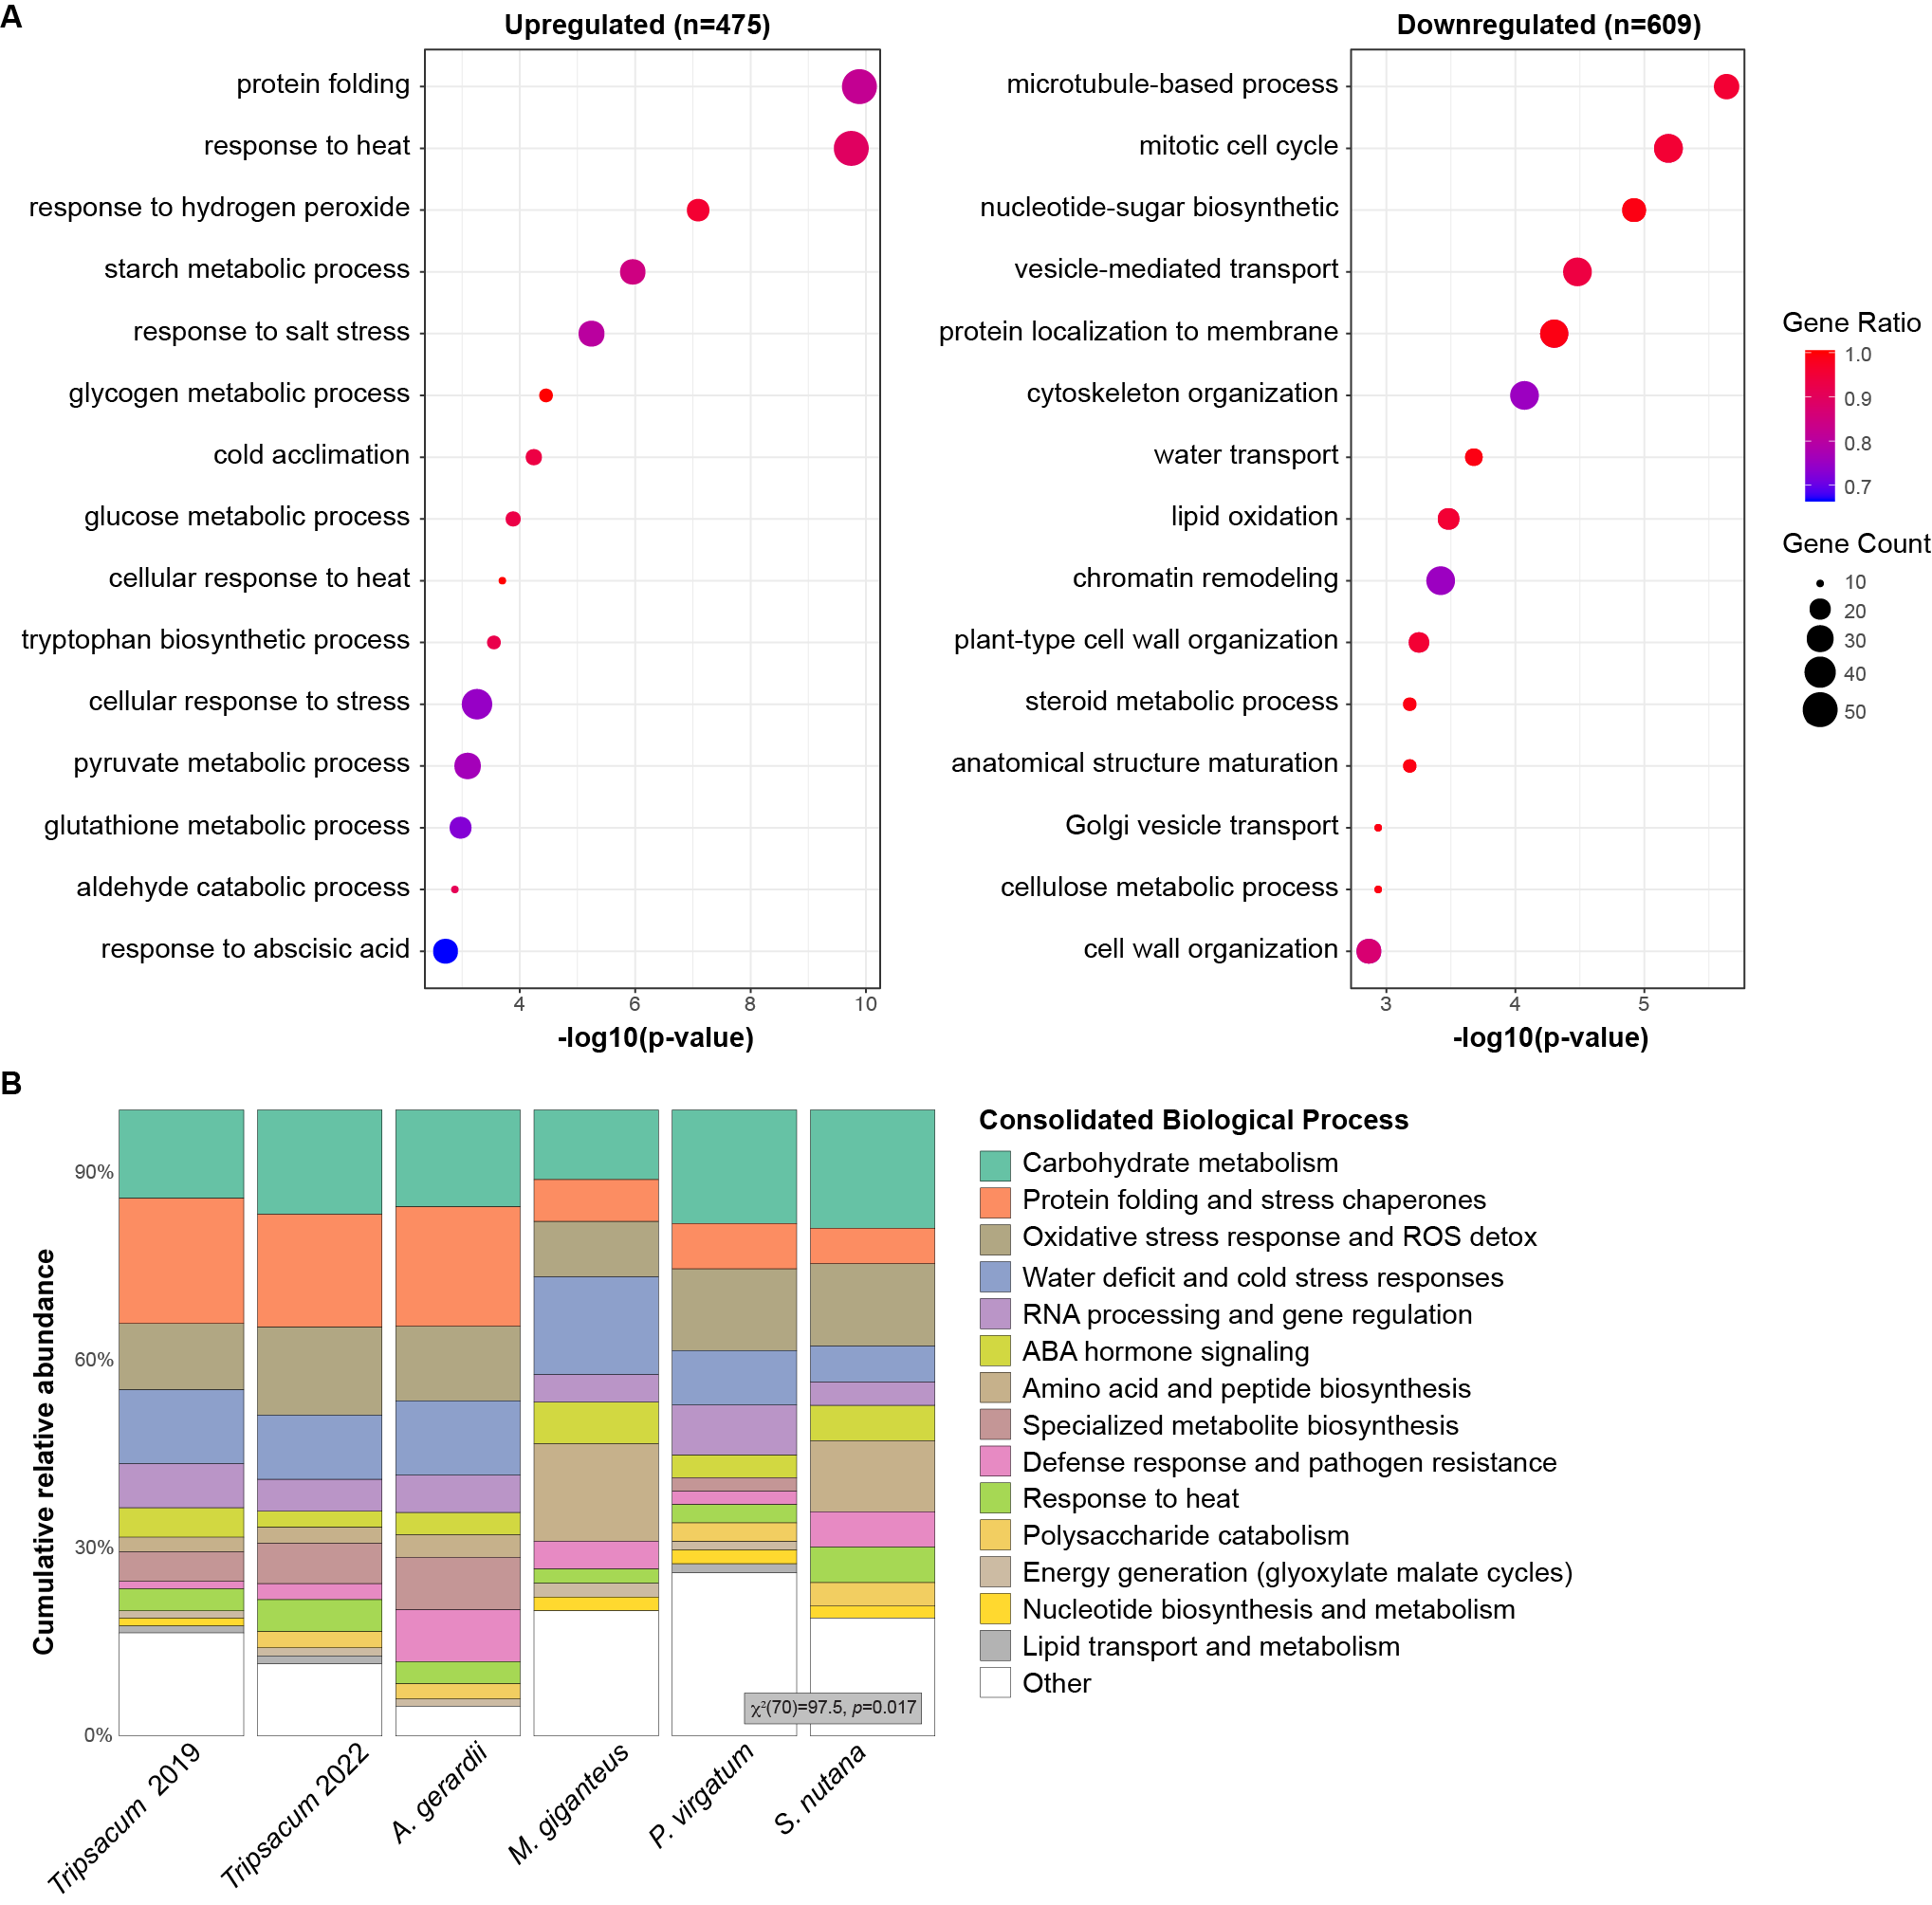 A
Upregulated (n=475)
protein folding
response to heat
response to hydrogen peroxide
starch metabolic process
response to salt stress
glycogen metabolic process
cold acclimation
glucose metabolic process
cellular response to heat
tryptophan biosynthetic process
cellular response to stress
pyruvate metabolic process
glutathione metabolic process
aldehyde catabolic process
response to abscisic acid
4 6 8 10
-log10(p-value)
Downregulated (n=609)
microtubule-based process
mitotic cell cycle
nucleotide-sugar biosynthetic
vesicle-mediated transport
protein localization to membrane
cytoskeleton organization
water transport
lipid oxidation
chromatin remodeling
plant-type cell wall organization
steroid metabolic process
anatomical structure maturation
Golgi vesicle transport
cellulose metabolic process
cell wall organization
3 4 5
-log10(p-value)
Gene Ratio
1.0
0.9
0.8
0.7
Gene Count
10
20
30
40
50
B
Cumulative relative abundance
90%
60%
30%
0%
χ²(70)=97.5, p=0.017
Tripsacum 2019
Tripsacum 2022
A. gerardii
M. giganteus
P. virgatum
S. nutana
Consolidated Biological Process
Carbohydrate metabolism
Protein folding and stress chaperones
Oxidative stress response and ROS detox
Water deficit and cold stress responses
RNA processing and gene regulation
ABA hormone signaling
Amino acid and peptide biosynthesis
Specialized metabolite biosynthesis
Defense response and pathogen resistance
Response to heat
Polysaccharide catabolism
Energy generation (glyoxylate malate cycles)
Nucleotide biosynthesis and metabolism
Lipid transport and metabolism
Other